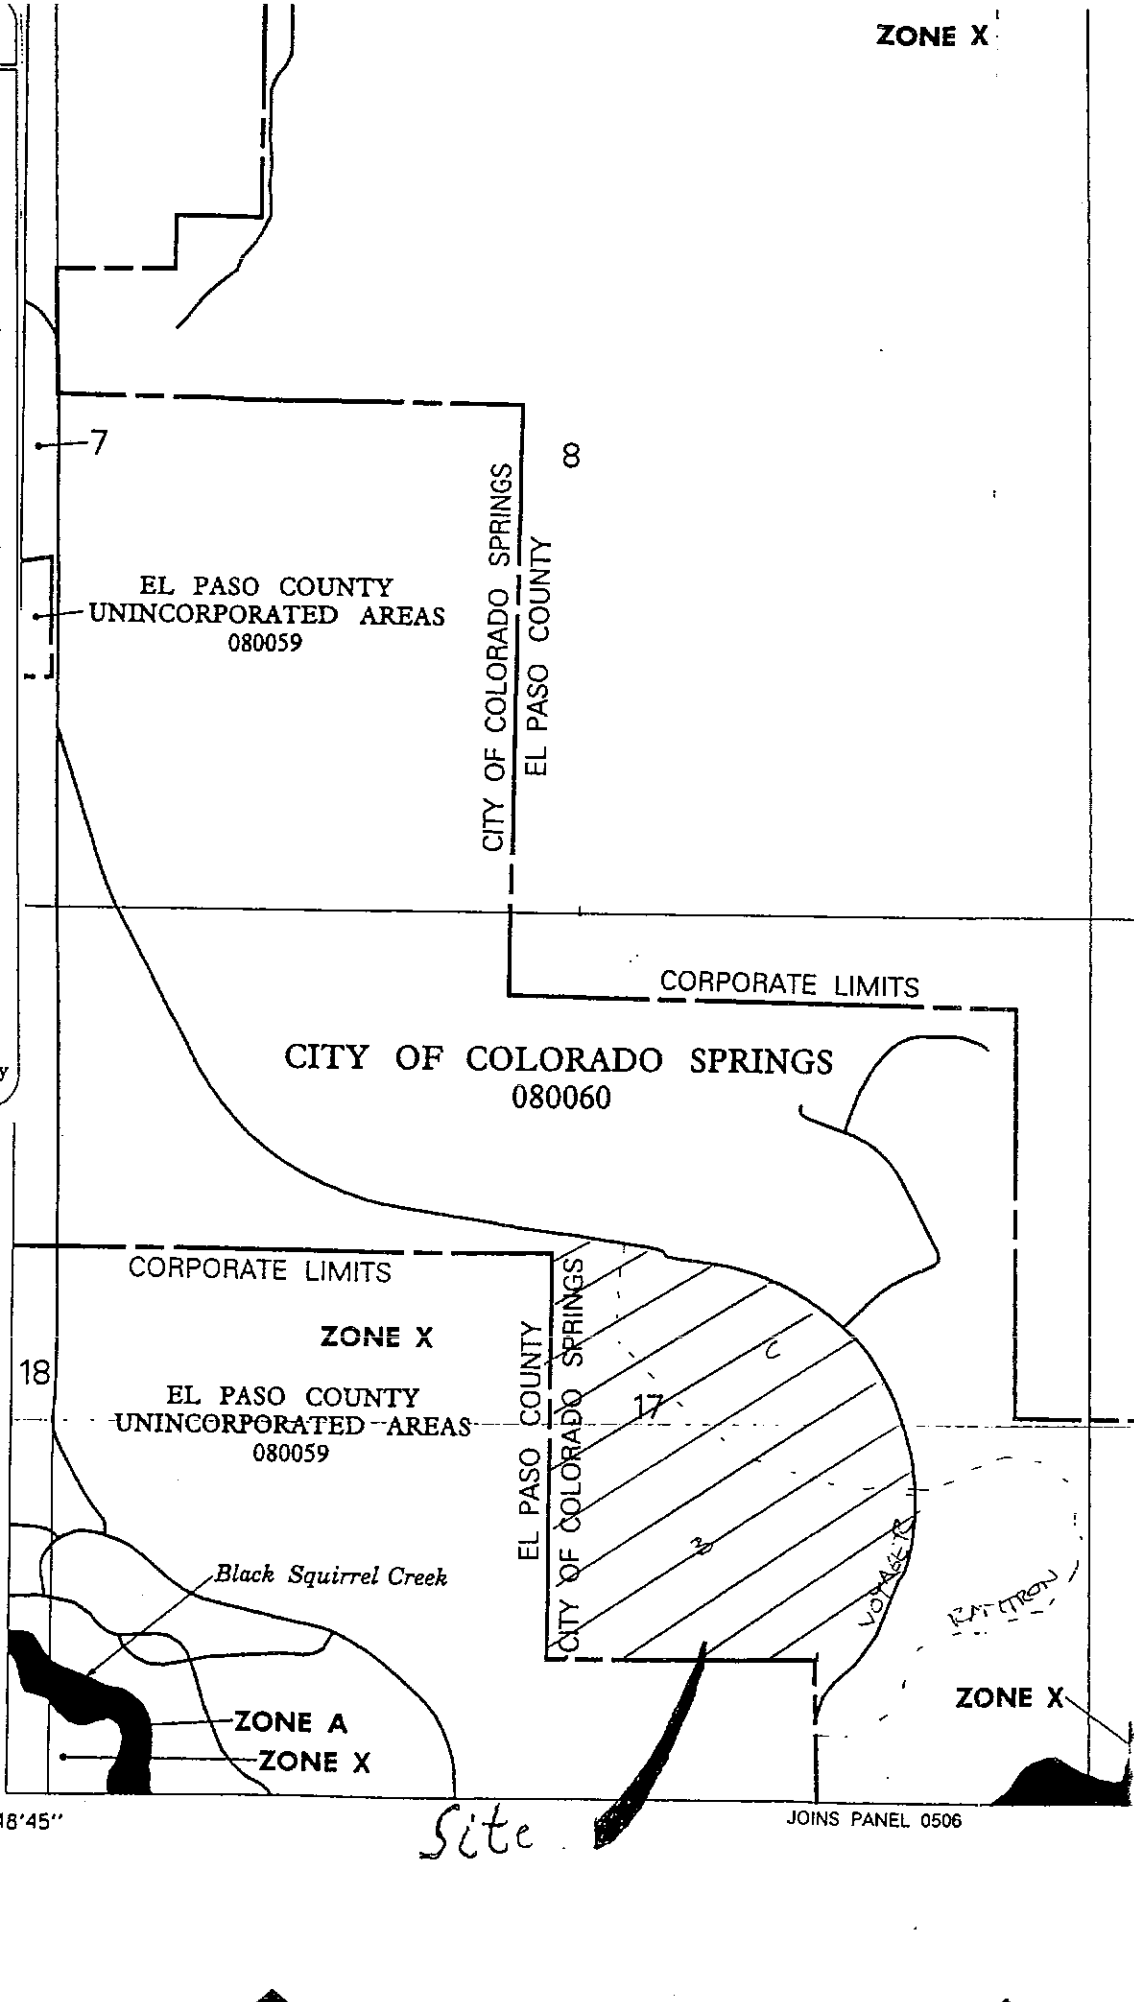 ZONE X
7
8
CITY OF COLORADO SPRINGS
EL PASO COUNTY
EL PASO COUNTY
UNINCORPORATED AREAS
080059
CORPORATE LIMITS
CITY OF COLORADO SPRINGS
080060
y
CORPORATE LIMITS
ZONE X
18
EL PASO COUNTY
UNINCORPORATED AREAS
080059
EL PASO COUNTY
CITY OF COLORADO SPRINGS
C
17
B
VOYAGER
Black Squirrel Creek
ZONE X
ZONE A
ZONE X
18'45"
Site
JOINS PANEL 0506